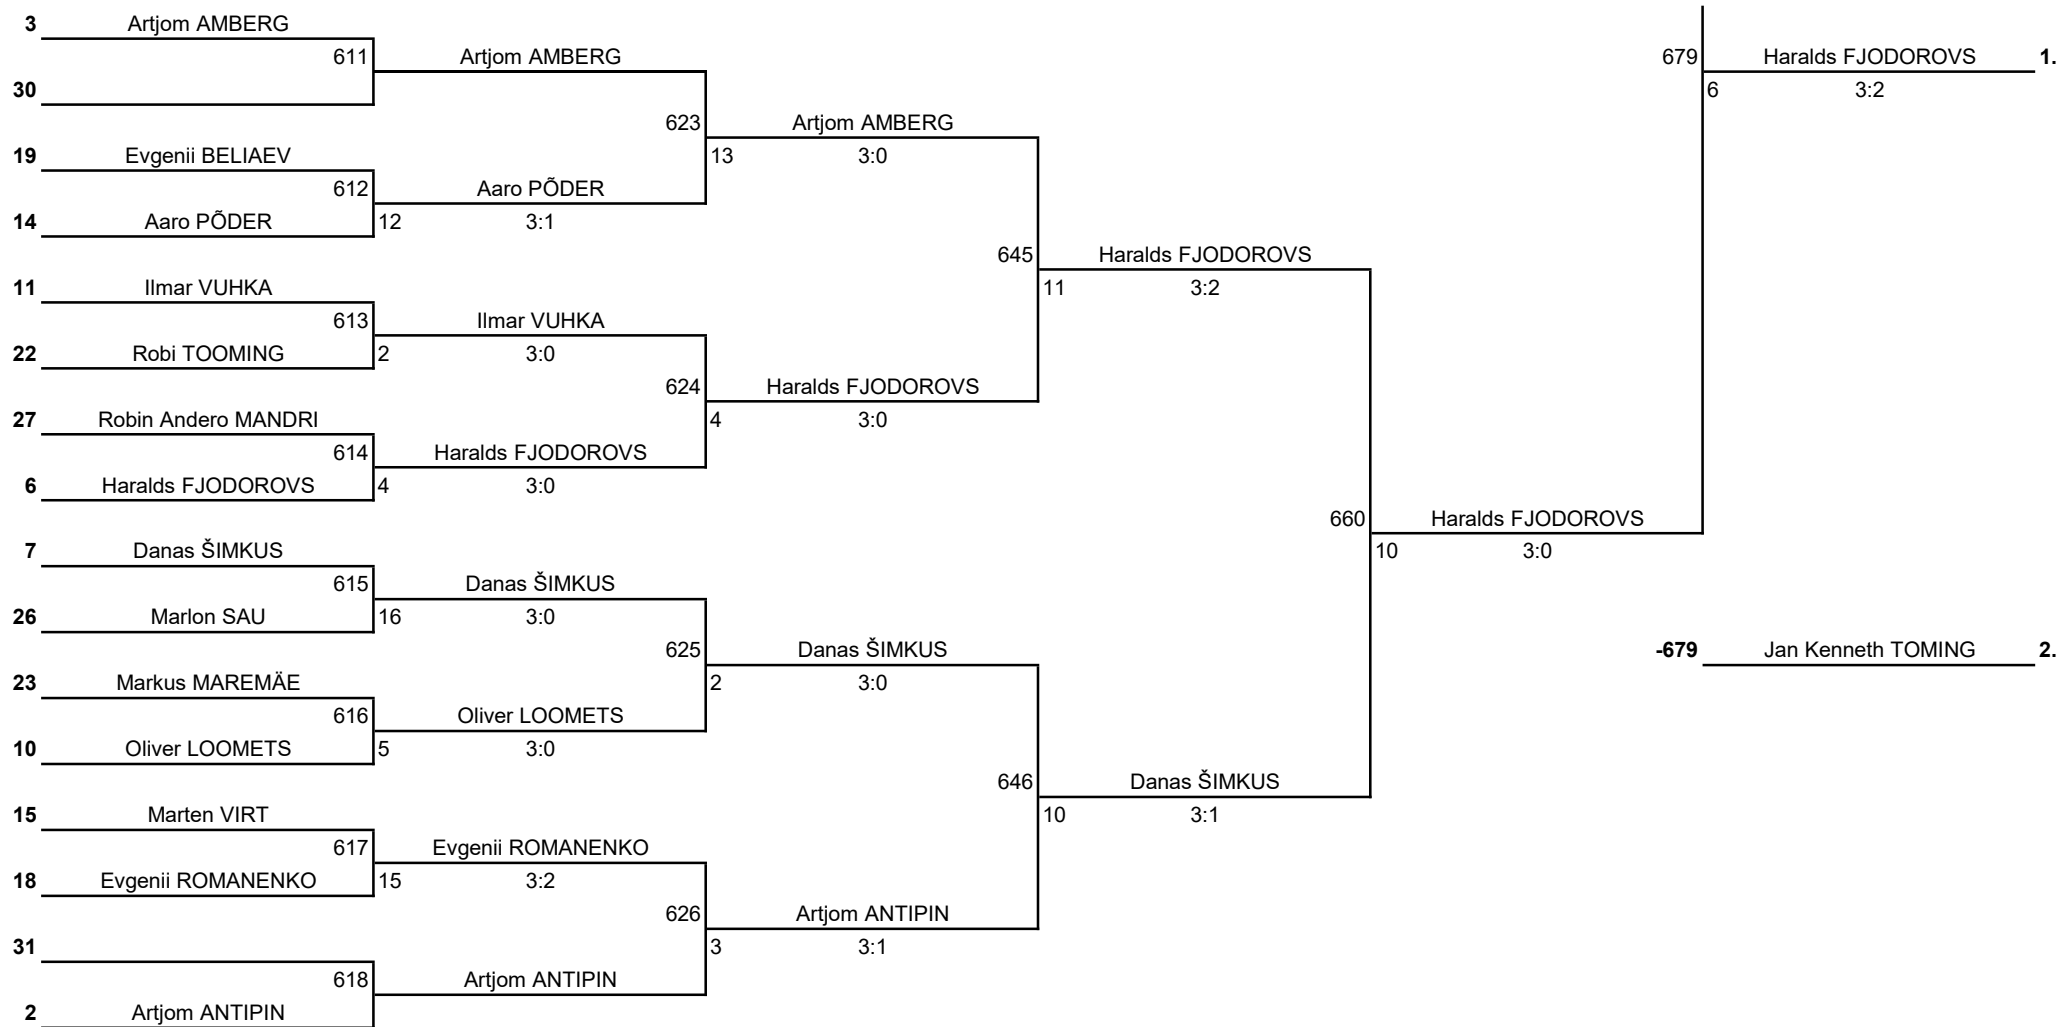 3 Artjom AMBERG
611 Artjom AMBERG 679 Haralds FJODOROVS 1.
30 6 3:2
623 Artjom AMBERG
19 Evgenii BELIAEV 13 3:0
612 Aaro PÕDER
14 Aaro PÕDER 12 3:1
645 Haralds FJODOROVS
11 Ilmar VUHKA 11 3:2
613 Ilmar VUHKA
22 Robi TOOMING 2 3:0
624 Haralds FJODOROVS
27 Robin Andero MANDRI 4 3:0
614 Haralds FJODOROVS
6 Haralds FJODOROVS 4 3:0
660 Haralds FJODOROVS
7 Danas ŠIMKUS 10 3:0
615 Danas ŠIMKUS
26 Marlon SAU 16 3:0
625 Danas ŠIMKUS -679 Jan Kenneth TOMING 2.
23 Markus MAREMÄE 2 3:0
616 Oliver LOOMETS
10 Oliver LOOMETS 5 3:0
646 Danas ŠIMKUS
15 Marten VIRT 10 3:1
617 Evgenii ROMANENKO
18 Evgenii ROMANENKO 15 3:2
626 Artjom ANTIPIN
31 3 3:1
618 Artjom ANTIPIN
2 Artjom ANTIPIN